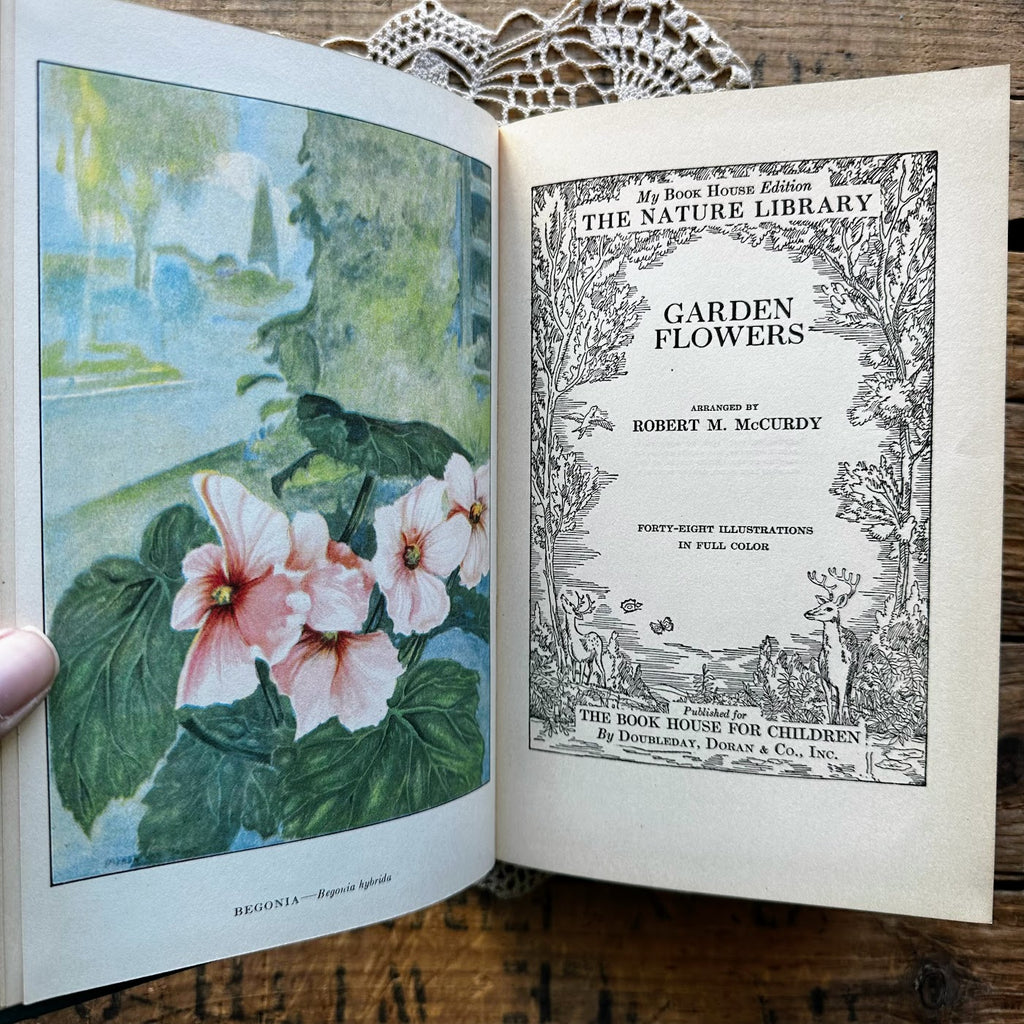 BEGONIA—Begonia hybrida
My Book House Edition
THE NATURE LIBRARY
GARDEN
FLOWERS
ARRANGED BY
ROBERT M. McCURDY
FORTY-EIGHT ILLUSTRATIONS
IN FULL COLOR
Published for
THE BOOK HOUSE FOR CHILDREN
By Doubleday, Doran & Co., Inc.